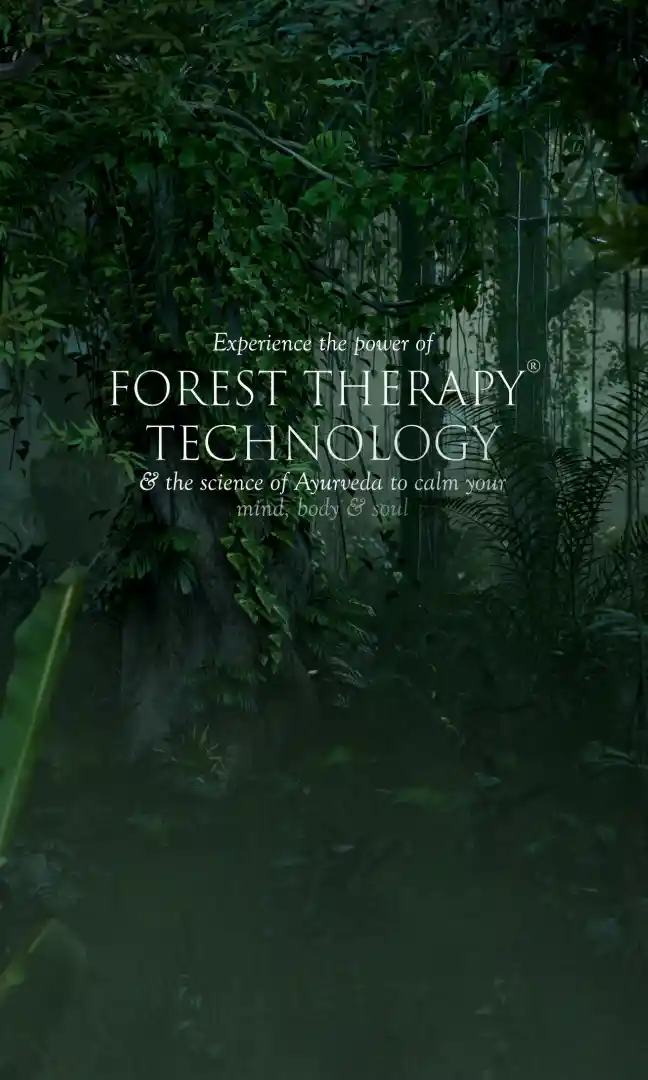 Experience the power of
FOREST THERAPY®
TECHNOLOGY
& the science of Ayurveda to calm your
mind, body & soul